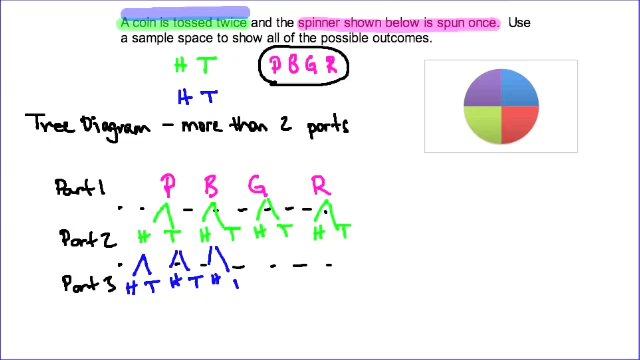 A coin is tossed twice and the spinner shown below is spun once. Use
a sample space to show all of the possible outcomes.
H T P B G R
H T
Tree Diagram - more than 2 parts
Part 1 P B G R
Part 2 H T H T H T H T
Part 3 H T H T H